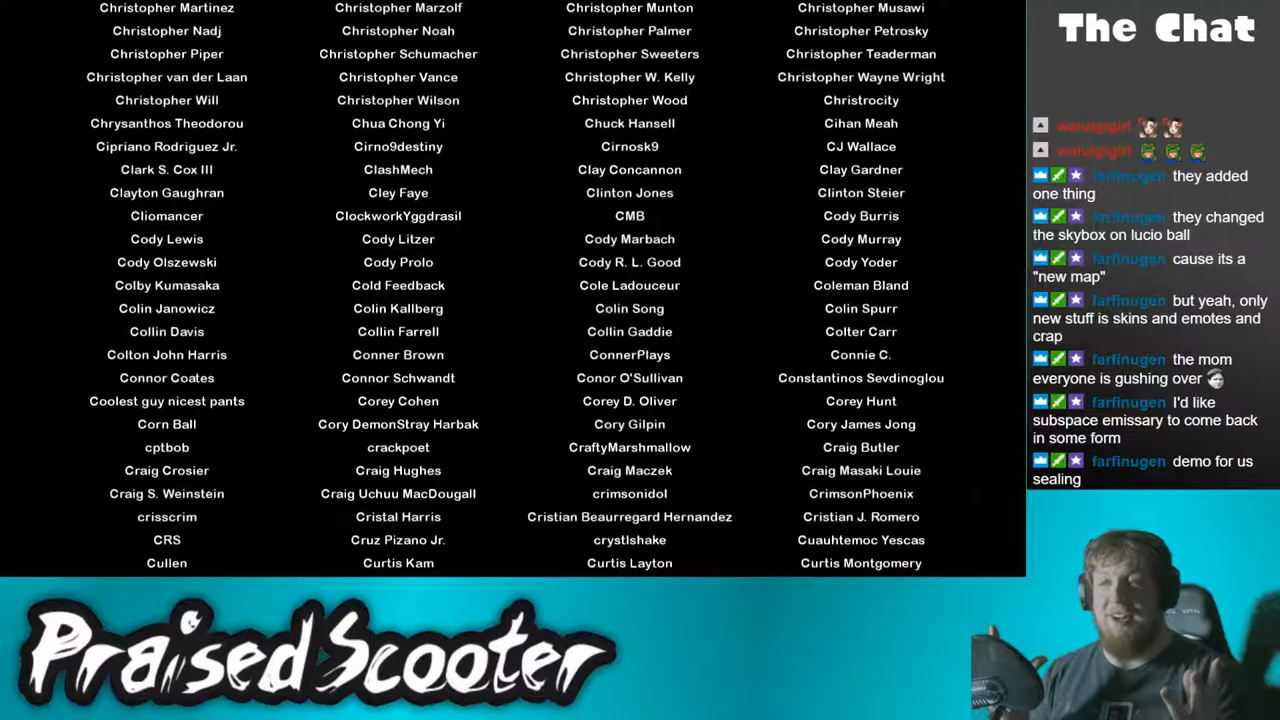 Christopher Martinez Christopher Marzolf Christopher Munton Christopher Musawi
Christopher Nadj Christopher Noah Christopher Palmer Christopher Petrosky
Christopher Piper Christopher Schumacher Christopher Sweeters Christopher Teaderman
Christopher van der Laan Christopher Vance Christopher W. Kelly Christopher Wayne Wright
Christopher Will Christopher Wilson Christopher Wood Christrocity
Chrysanthos Theodorou Chua Chong Yi Chuck Hansell Cihan Meah
Cipriano Rodriguez Jr. Cirno9destiny Cirnosk9 CJ Wallace
Clark S. Cox III ClashMech Clay Concannon Clay Gardner
Clayton Gaughran Cley Faye Clinton Jones Clinton Steier
Cliomancer ClockworkYggdrasil CMB Cody Burris
Cody Lewis Cody Litzer Cody Marbach Cody Murray
Cody Olszewski Cody Prolo Cody R. L. Good Cody Yoder
Colby Kumasaka Cold Feedback Cole Ladouceur Coleman Bland
Colin Janowicz Colin Kallberg Colin Song Colin Spurr
Collin Davis Collin Farrell Collin Gaddie Colter Carr
Colton John Harris Conner Brown ConnerPlays Connie C.
Connor Coates Connor Schwandt Conor O'Sullivan Constantinos Sevdinoglou
Coolest guy nicest pants Corey Cohen Corey D. Oliver Corey Hunt
Corn Ball Cory DemonStray Harbak Cory Gilpin Cory James Jong
cptbob crackpoet CraftyMarshmallow Craig Butler
Craig Crosier Craig Hughes Craig Maczek Craig Masaki Louie
Craig S. Weinstein Craig Uchuu MacDougall crimsonidol CrimsonPhoenix
crisscrim Cristal Harris Cristian Beaurregard Hernandez Cristian J. Romero
CRS Cruz Pizano Jr. crystlshake Cuauhtemoc Yescas
Cullen Curtis Kam Curtis Layton Curtis Montgomery
The Chat
waluigigirl
waluigigirl
farfinugen they added
one thing
farfinugen they changed
the skybox on lucio ball
farfinugen cause its a
"new map"
farfinugen but yeah, only
new stuff is skins and emotes and
crap
farfinugen the mom
everyone is gushing over
farfinugen I'd like
subspace emissary to come back
in some form
farfinugen demo for us
sealing
PraisedScooter